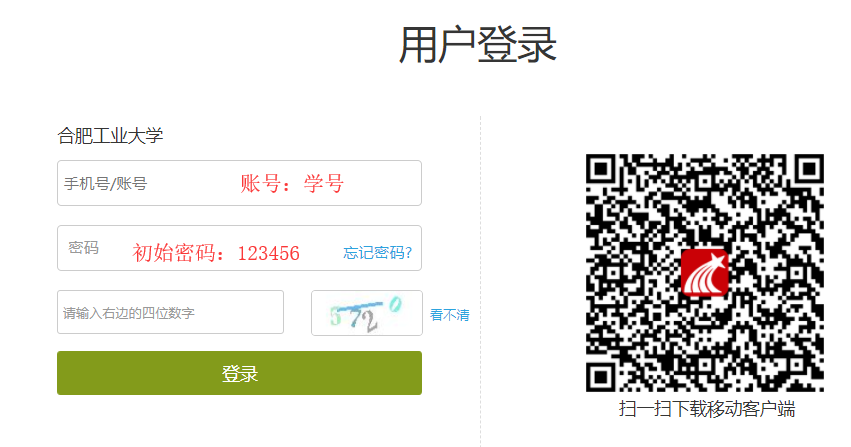 用户登录
合肥工业大学
手机号/账号 账号：学号
密码 初始密码：123456 忘记密码?
请输入右边的四位数字 5720 看不清
登录
扫一扫下载移动客户端